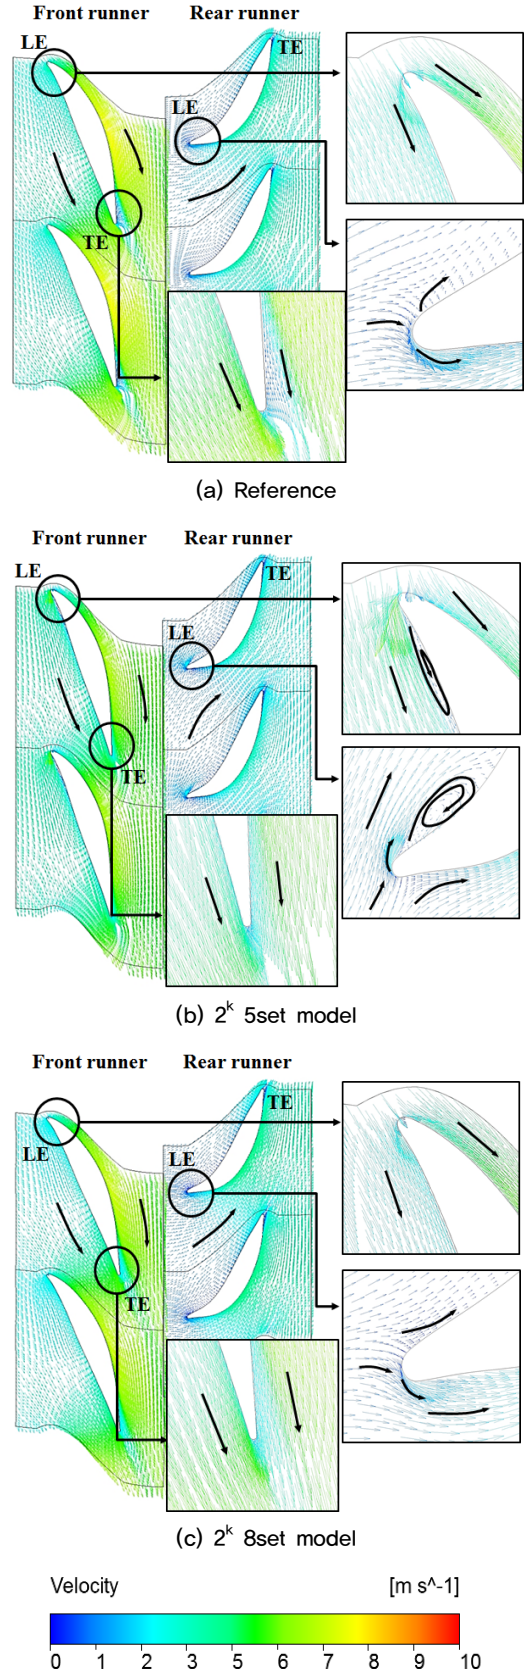 Front runner Rear runner
LE
TE
LE
TE
(a) Reference
Front runner Rear runner
LE
TE
LE
TE
(b) 2^k 5set model
Front runner Rear runner
TE
LE
LE
TE
(c) 2^k 8set model
Velocity [m s^-1]
0 1 2 3 4 5 6 7 8 9 10